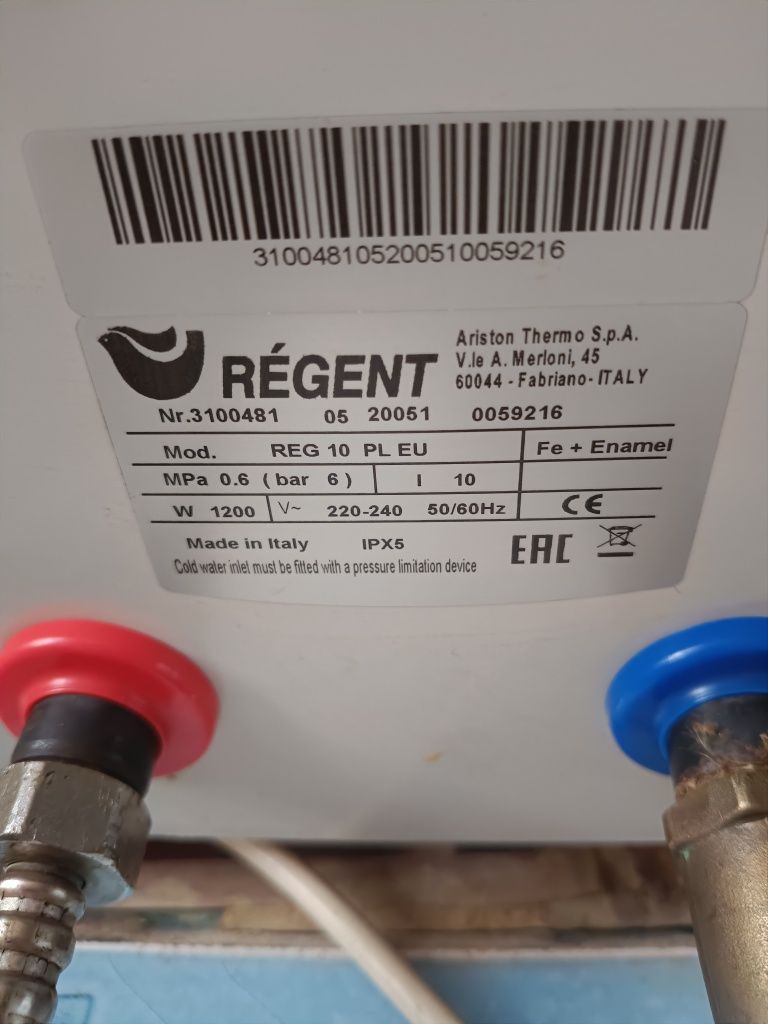 310048105200510059216
RÉGENT
Ariston Thermo S.p.A.
V.le A. Merloni, 45
60044 - Fabriano- ITALY
Nr.3100481 05 20051 0059216
Mod. REG 10 PL EU Fe + Enamel
MPa 0.6 ( bar 6 ) l 10
W 1200 V~ 220-240 50/60Hz CE
Made in Italy IPX5 EAC
Cold water inlet must be fitted with a pressure limitation device